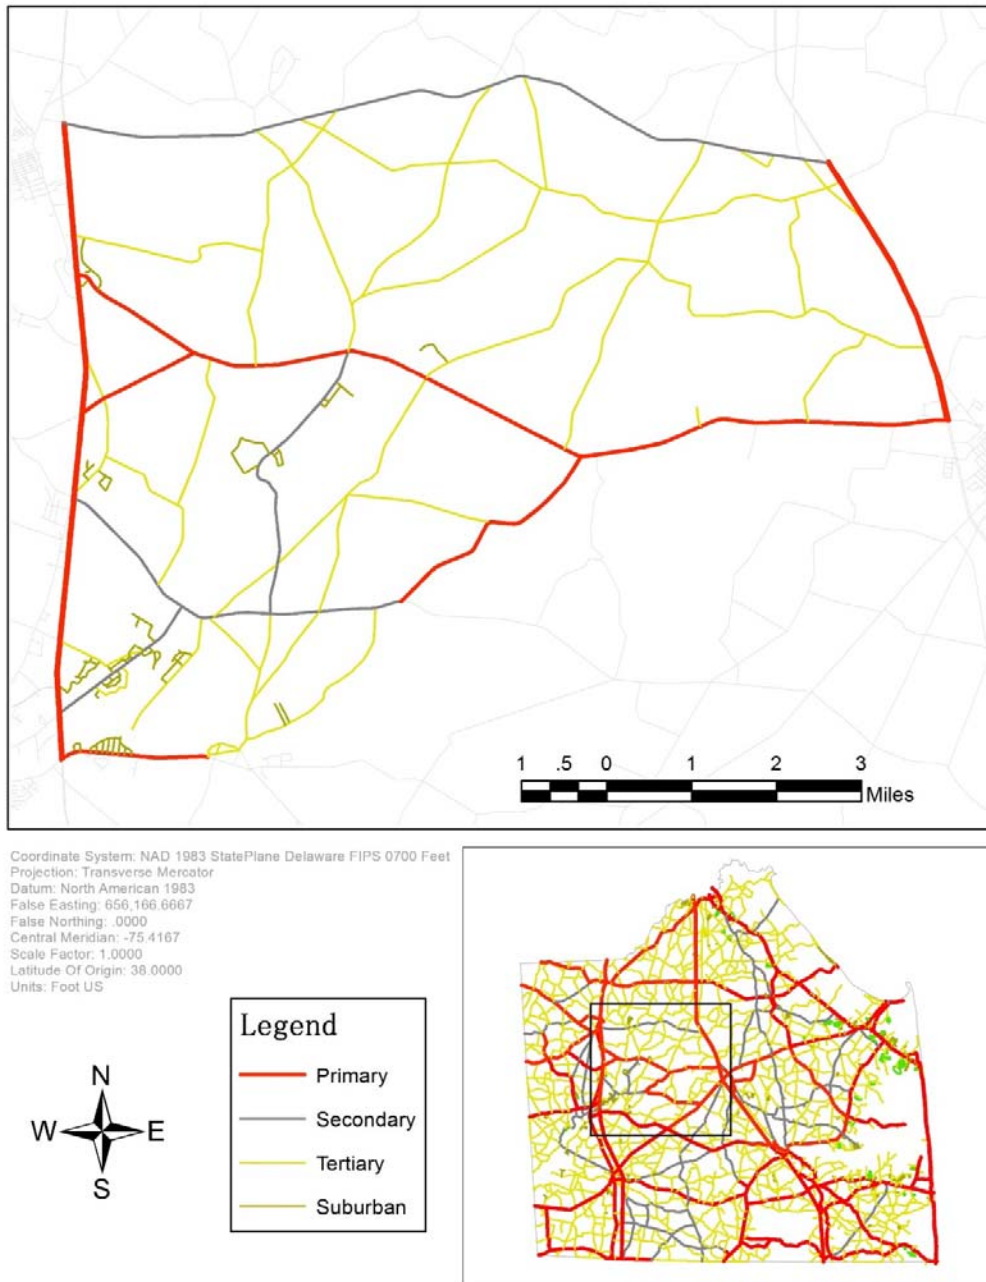 1 .5 0 1 2 3
Miles
Coordinate System: NAD 1983 StatePlane Delaware FIPS 0700 Feet
Projection: Transverse Mercator
Datum: North American 1983
False Easting: 656,166.6667
False Northing: .0000
Central Meridian: -75.4167
Scale Factor: 1.0000
Latitude Of Origin: 38.0000
Units: Foot US
Legend
Primary
Secondary
Tertiary
Suburban
N
W E
S